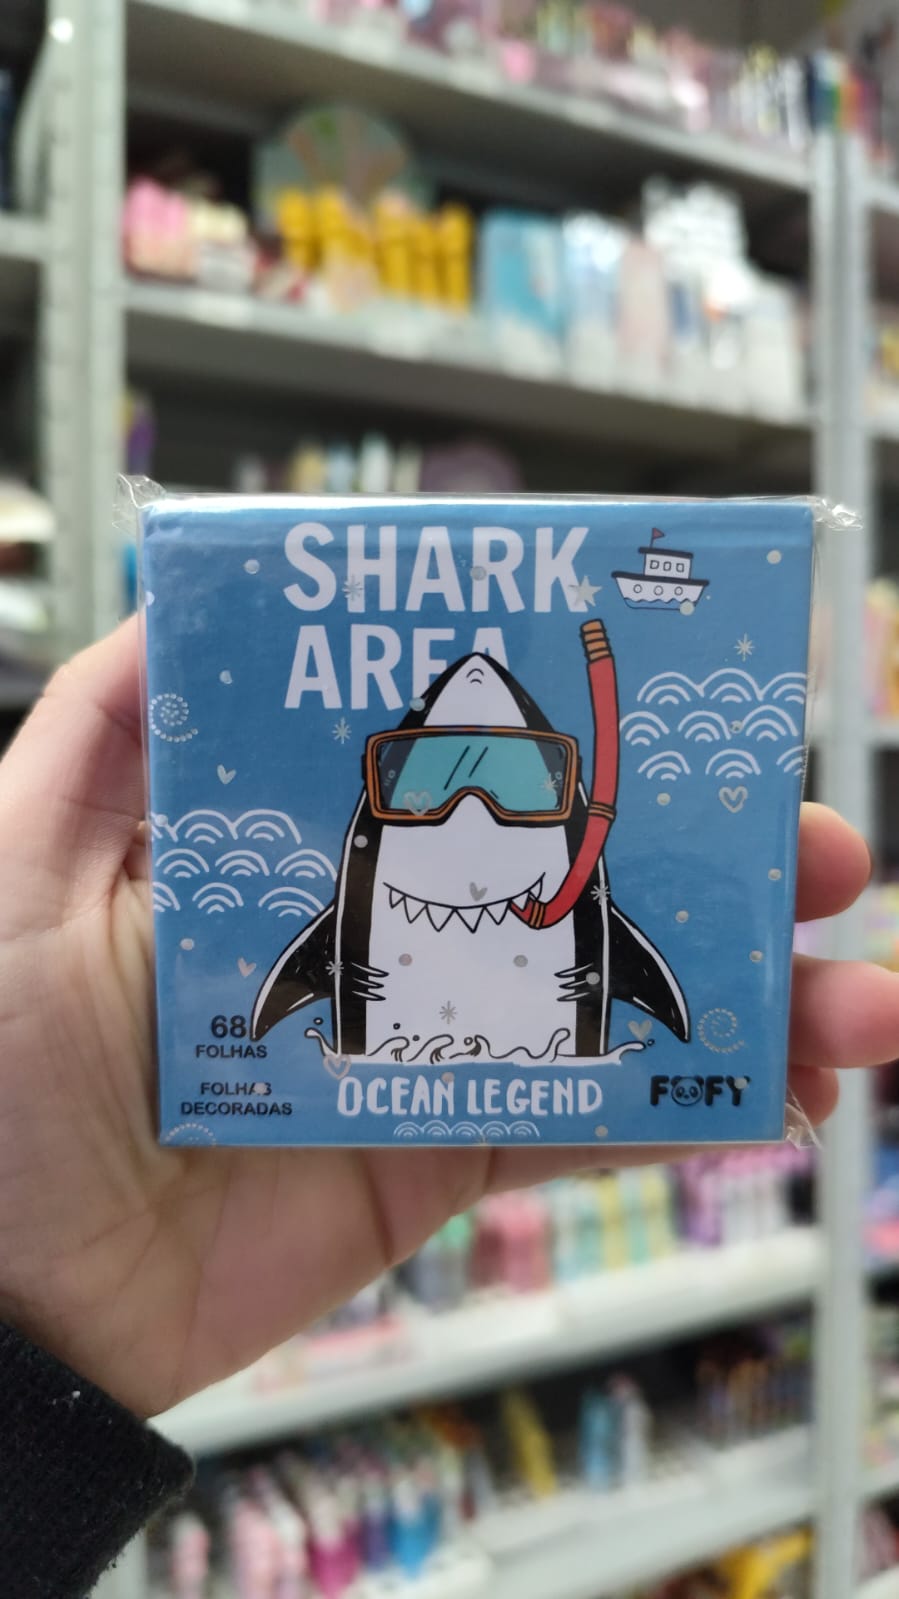 SHARK
AREA
68
FOLHAS
FOLHAS
DECORADAS
OCEAN LEGEND
FOFY